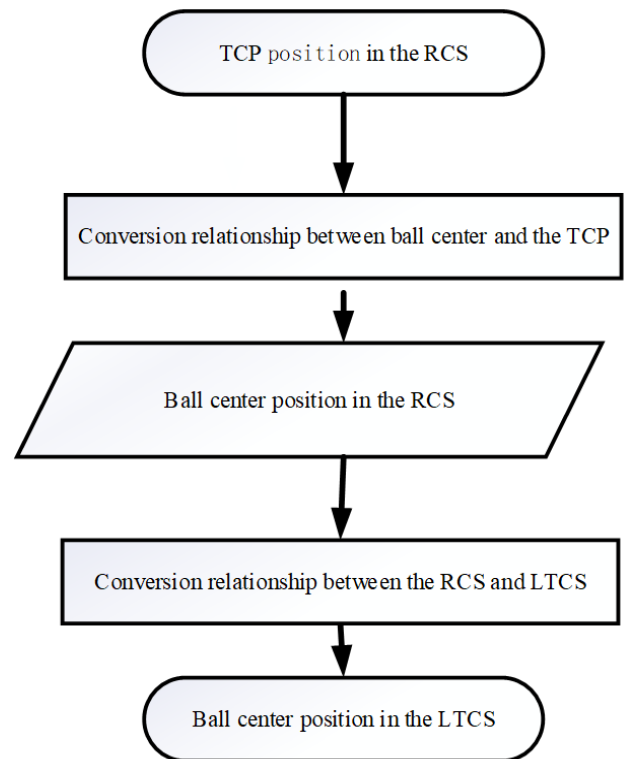 TCP position in the RCS
Conversion relationship between ball center and the TCP
Ball center position in the RCS
Conversion relationship between the RCS and LTCS
Ball center position in the LTCS